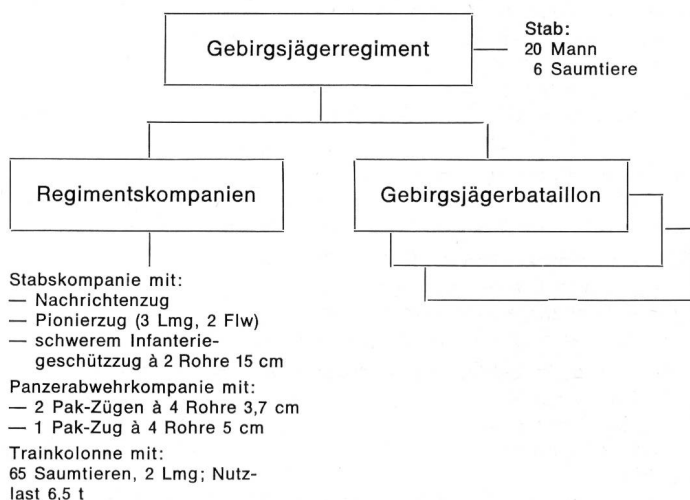 Gebirgsjägerregiment
Stab:
20 Mann
6 Saumtiere
Regimentskompanien
Gebirgsjägerbataillon
Stabskompanie mit:
— Nachrichtenzug
— Pionierzug (3 Lmg, 2 Flw)
— schwerem Infanterie-
geschützzug à 2 Rohre 15 cm
Panzerabwehrkompanie mit:
— 2 Pak-Zügen à 4 Rohre 3,7 cm
— 1 Pak-Zug à 4 Rohre 5 cm
Trainkolonne mit:
65 Saumtieren, 2 Lmg; Nutz-
last 6,5 t